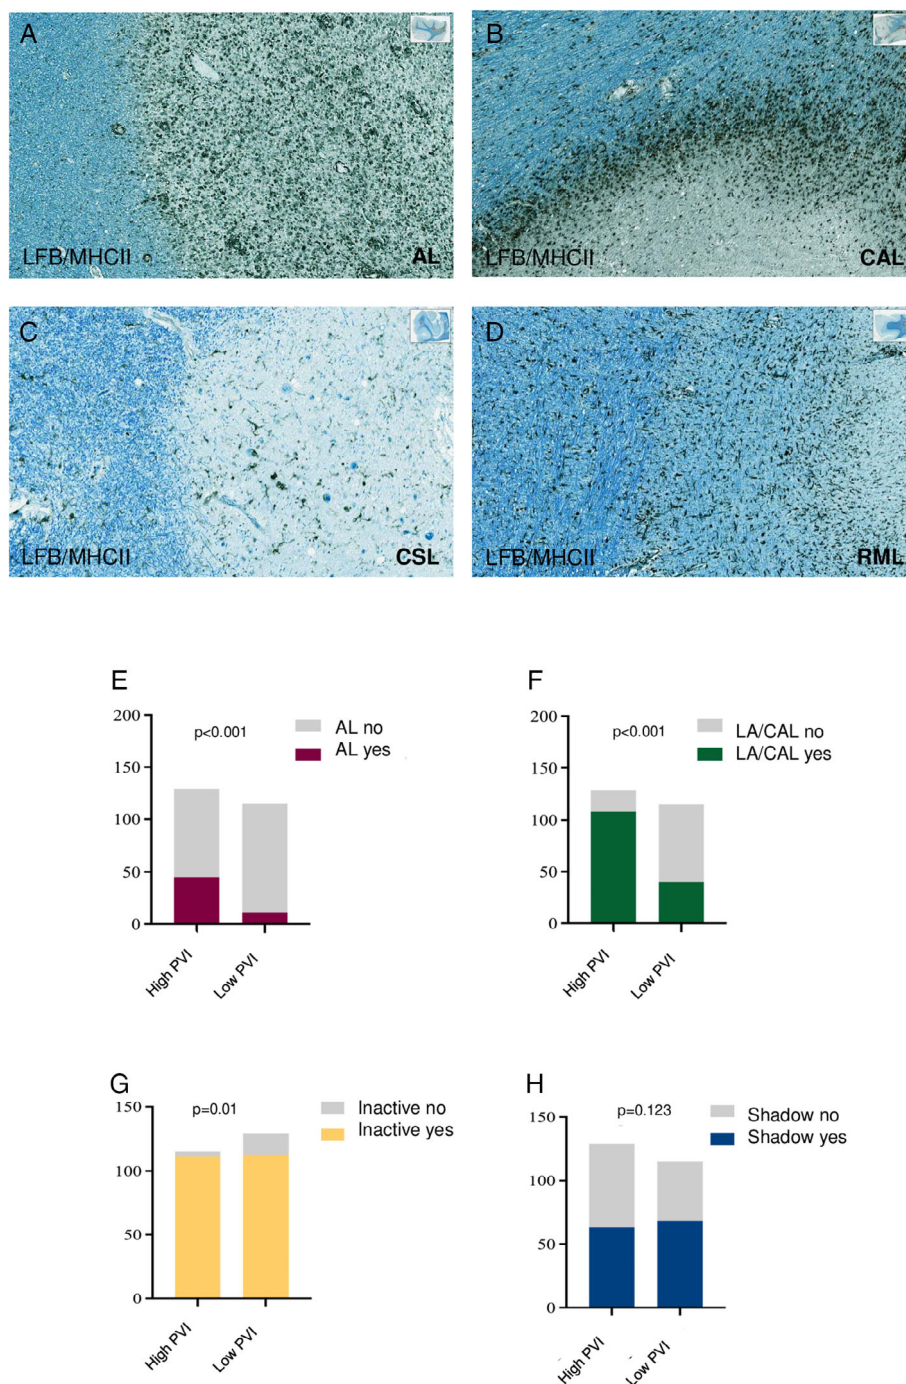 A
LFB/MHCII
AL
B
LFB/MHCII
CAL
C
LFB/MHCII
CSL
D
LFB/MHCII
RML
E
200
150
100
50
0
p<0.001
AL no
AL yes
High PVI
Low PVI
F
200
150
100
50
0
p<0.001
LA/CAL no
LA/CAL yes
High PVI
Low PVI
G
150
100
50
0
p=0.01
Inactive no
Inactive yes
High PVI
Low PVI
H
150
100
50
0
p=0.123
Shadow no
Shadow yes
High PVI
Low PVI